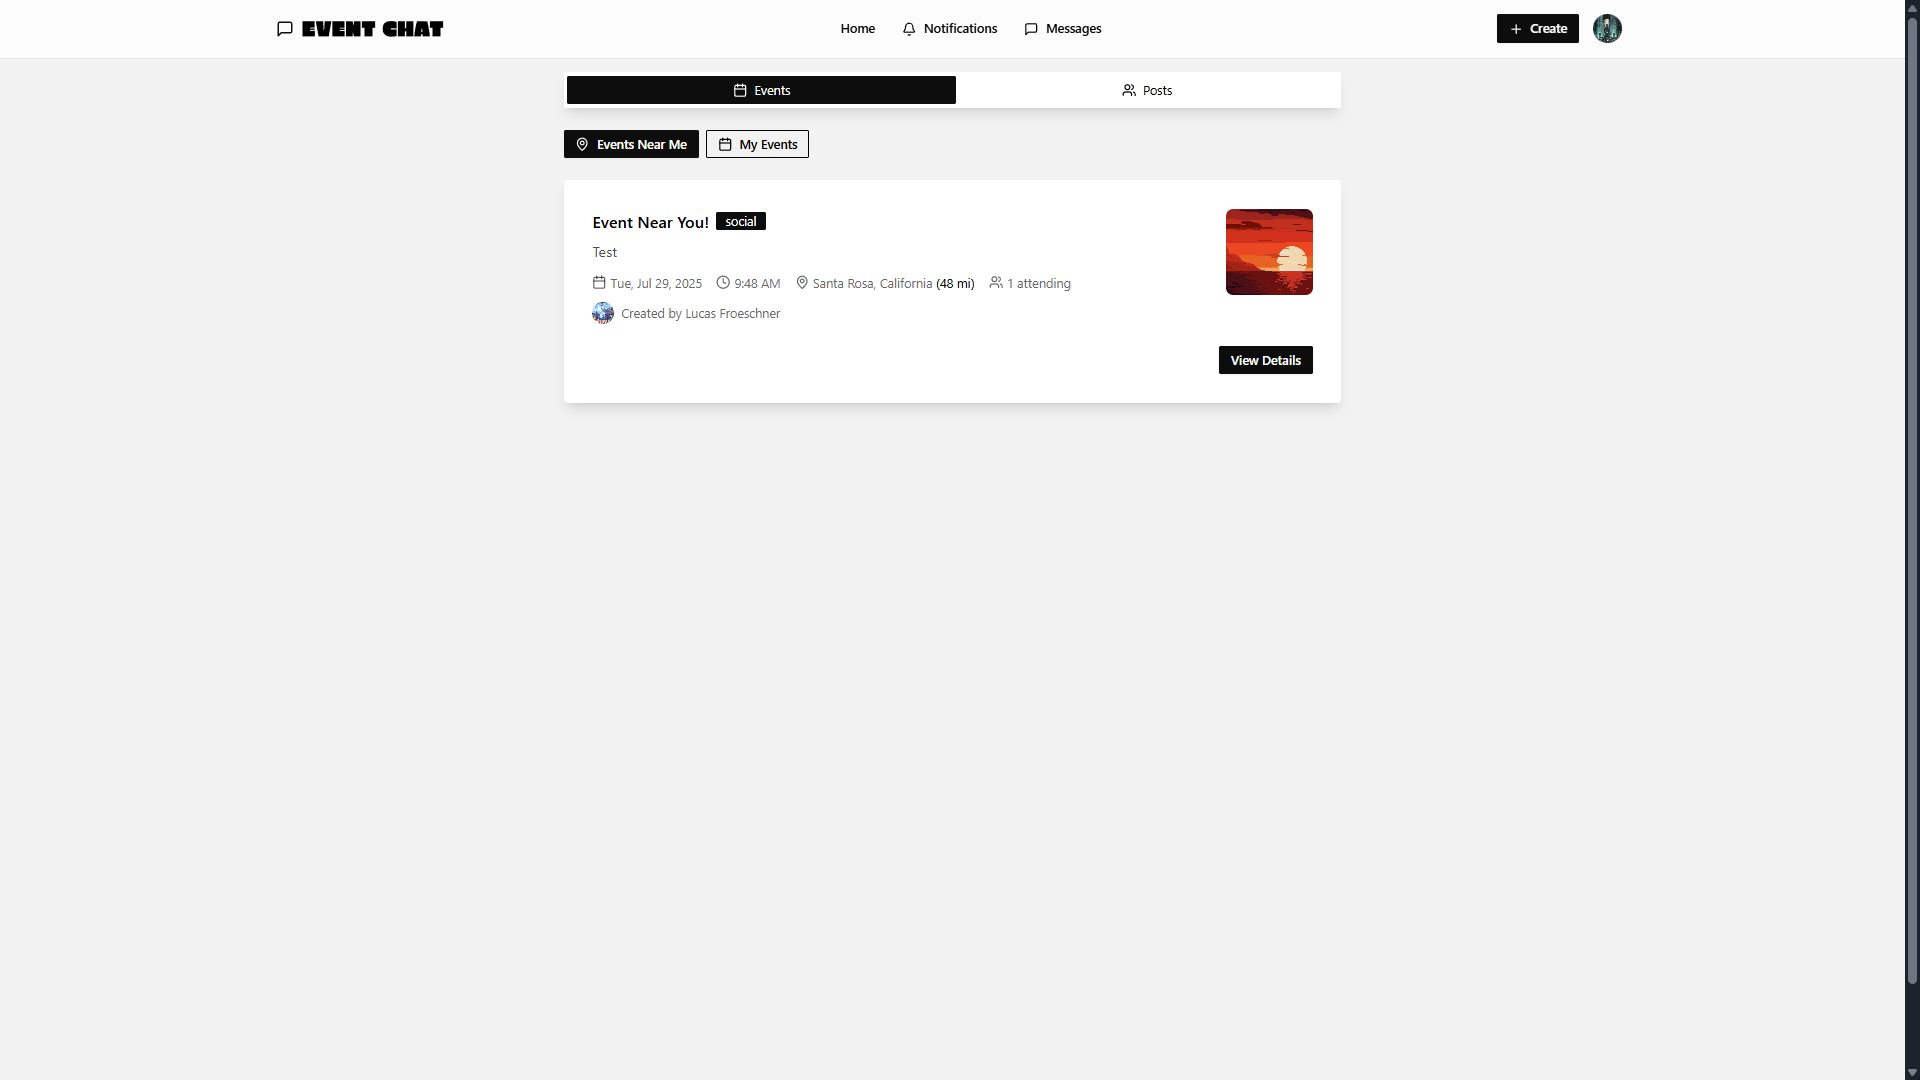 EVENT CHAT
Home Notifications Messages
Create
Events Posts
Events Near Me My Events
Event Near You! social
Test
Tue, Jul 29, 2025 9:48 AM Santa Rosa, California (48 mi) 1 attending
Created by Lucas Froeschner
View Details